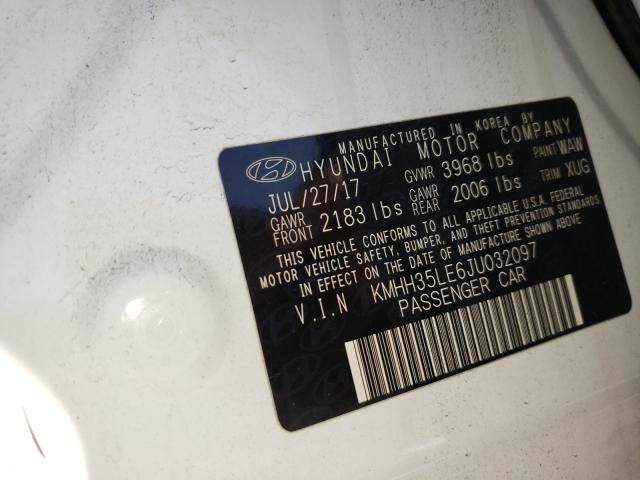 MANUFACTURED IN KOREA BY
HYUNDAI MOTOR COMPANY
JUL/27/17 GVWR 3968 lbs PAINT WAW
GAWR FRONT 2183 lbs GAWR REAR 2006 lbs TRIM XUG
THIS VEHICLE CONFORMS TO ALL APPLICABLE U.S.A. FEDERAL
MOTOR VEHICLE SAFETY, BUMPER, AND THEFT PREVENTION STANDARDS
IN EFFECT ON THE DATE OF MANUFACTURE SHOWN ABOVE
V.I.N KMHH35LE6JU032097
PASSENGER CAR